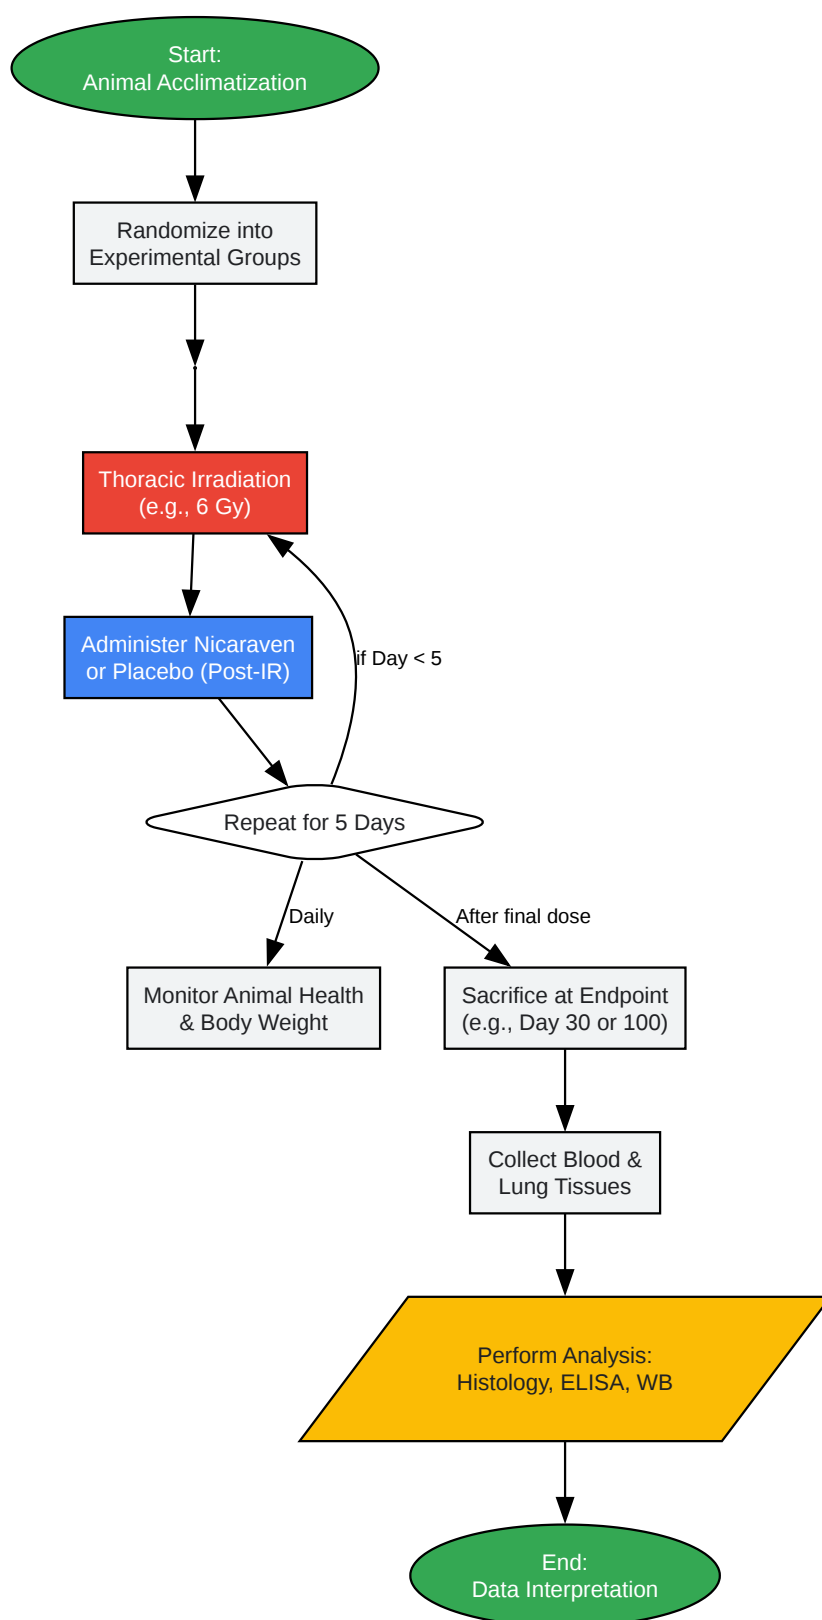 Start:
Animal Acclimatization
Randomize into
Experimental Groups
Thoracic Irradiation
(e.g., 6 Gy)
Administer Nicaraven
or Placebo (Post-IR)
if Day < 5
Repeat for 5 Days
Daily
After final dose
Monitor Animal Health
& Body Weight
Sacrifice at Endpoint
(e.g., Day 30 or 100)
Collect Blood &
Lung Tissues
Perform Analysis:
Histology, ELISA, WB
End:
Data Interpretation